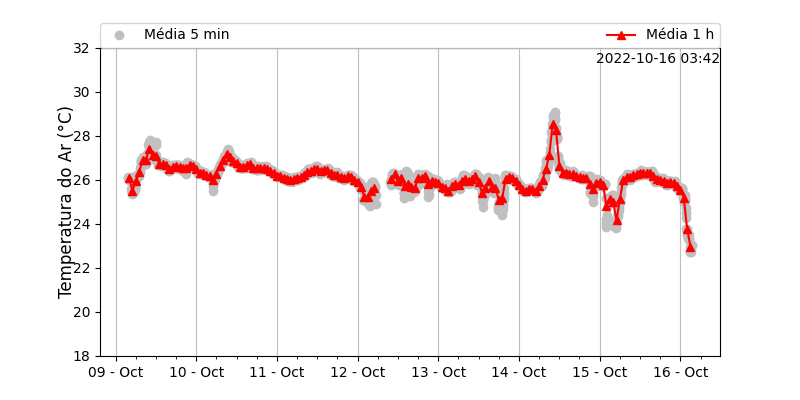 Média 5 min
Média 1 h
2022-10-16 03:42
Temperatura do Ar (°C)
32
30
28
26
24
22
20
18
09 - Oct
10 - Oct
11 - Oct
12 - Oct
13 - Oct
14 - Oct
15 - Oct
16 - Oct